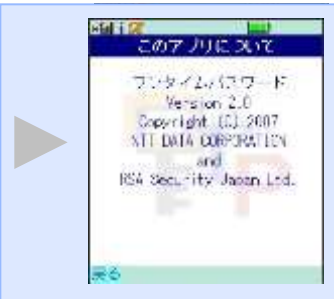 このアプリについて
ワンタイムパスワード
Version 2.0
Copyright (C) 2007
NTT DATA CORPORATION
and
RSA Security Japan Ltd.
戻る